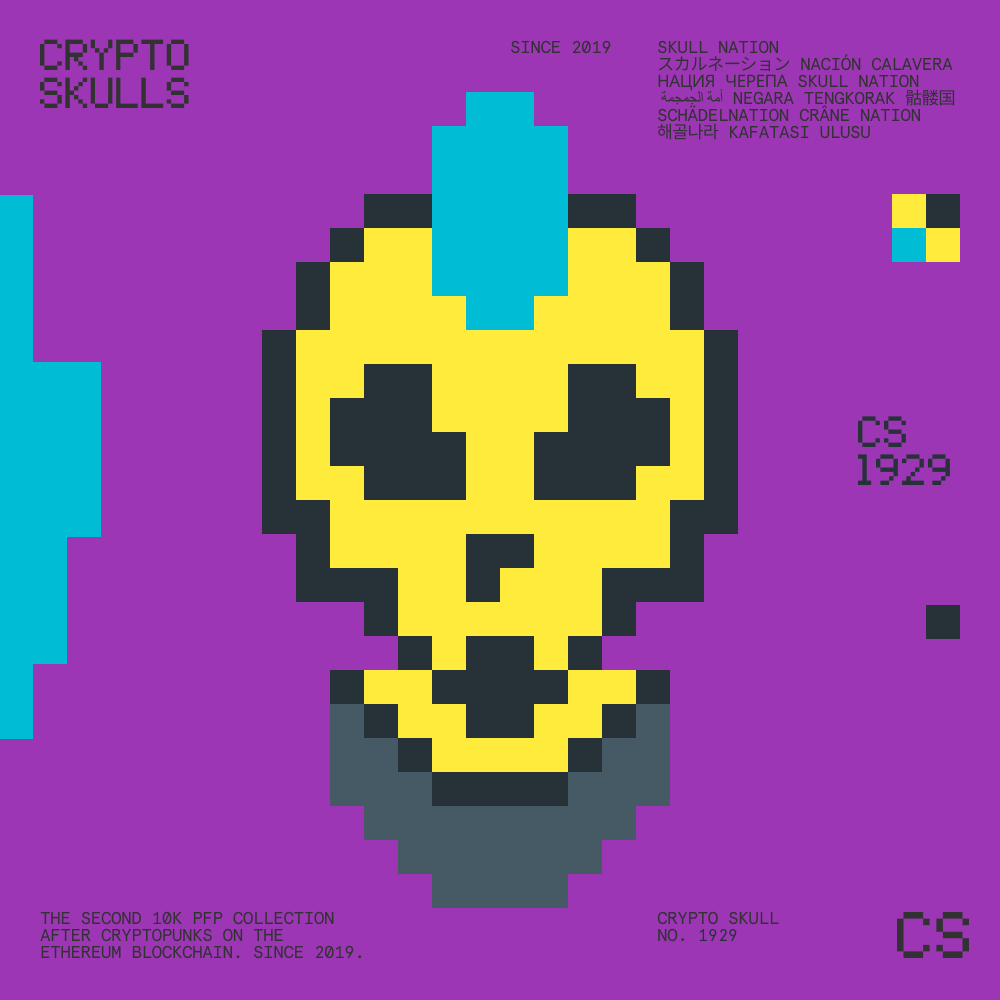 CRYPTO
SKULLS
SINCE 2019
SKULL NATION
スカルネーション NACIÓN CALAVERA
НАЦИЯ ЧЕРЕПА SKULL NATION
أمة الجمجمة NEGARA TENGKORAK 骷髅国
SCHÄDELNATION CRÂNE NATION
해골나라 KAFATASI ULUSU
CS
1929
THE SECOND 10K PFP COLLECTION
AFTER CRYPTOPUNKS ON THE
ETHEREUM BLOCKCHAIN. SINCE 2019.
CRYPTO SKULL
NO. 1929
CS